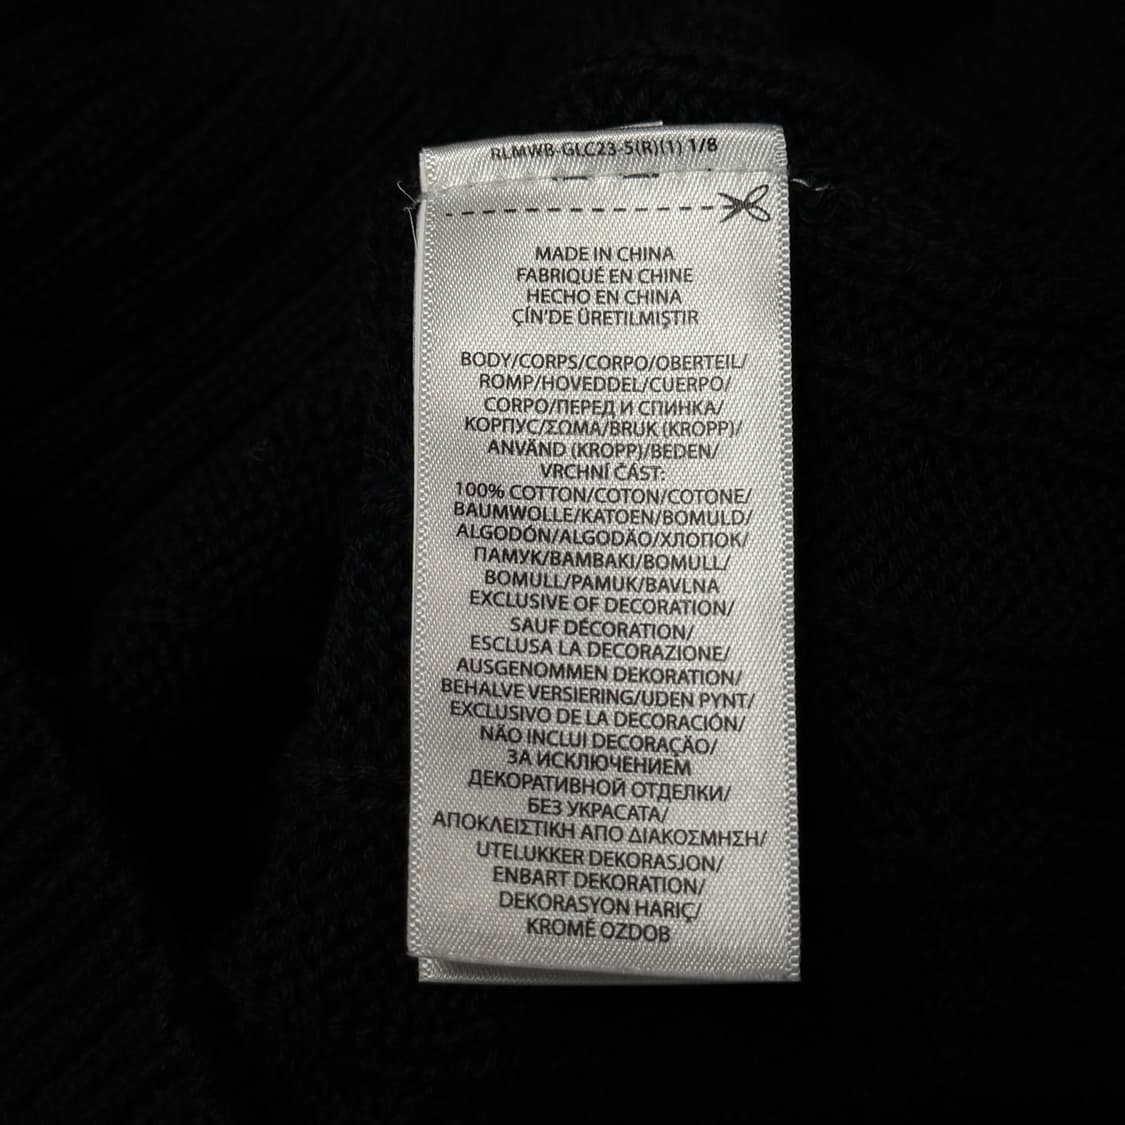 RLMWB-GLC23-5(R)(1) 1/8
MADE IN CHINA
FABRIQUÉ EN CHINE
HECHO EN CHINA
ÇİN'DE ÜRETILMIŞTIR
BODY/CORPS/CORPO/OBERTEIL/
ROMP/HOVEDDEL/CUERPO/
CORPO/ПЕРЕД И СПИНКА/
КОРПУС/ΣΩΜΑ/BRUK (KROPP)/
ANVÄND (KROPP)/BEDEN/
VRCHNÍ ČÁST:
100% COTTON/COTON/COTONE/
BAUMWOLLE/KATOEN/BOMULD/
ALGODÓN/ALGODÃO/ХЛОПОК/
ПАМУК/ΒΑΜΒΑΚΙ/BOMULL/
BOMULL/PAMUK/BAVLNA
EXCLUSIVE OF DECORATION/
SAUF DÉCORATION/
ESCLUSA LA DECORAZIONE/
AUSGENOMMEN DEKORATION/
BEHALVE VERSIERING/UDEN PYNT/
EXCLUSIVO DE LA DECORACIÓN/
NÃO INCLUI DECORAÇÃO/
ЗА ИСКЛЮЧЕНИЕМ
ДЕКОРАТИВНОЙ ОТДЕЛКИ/
БЕЗ УКРАСАТА/
ΑΠΟΚΛΕΙΣΤΙΚΗ ΑΠΟ ΔΙΑΚΟΣΜΗΣΗ/
UTELUKKER DEKORASJON/
ENBART DEKORATION/
DEKORASYON HARIÇ/
KROMĚ OZDOB